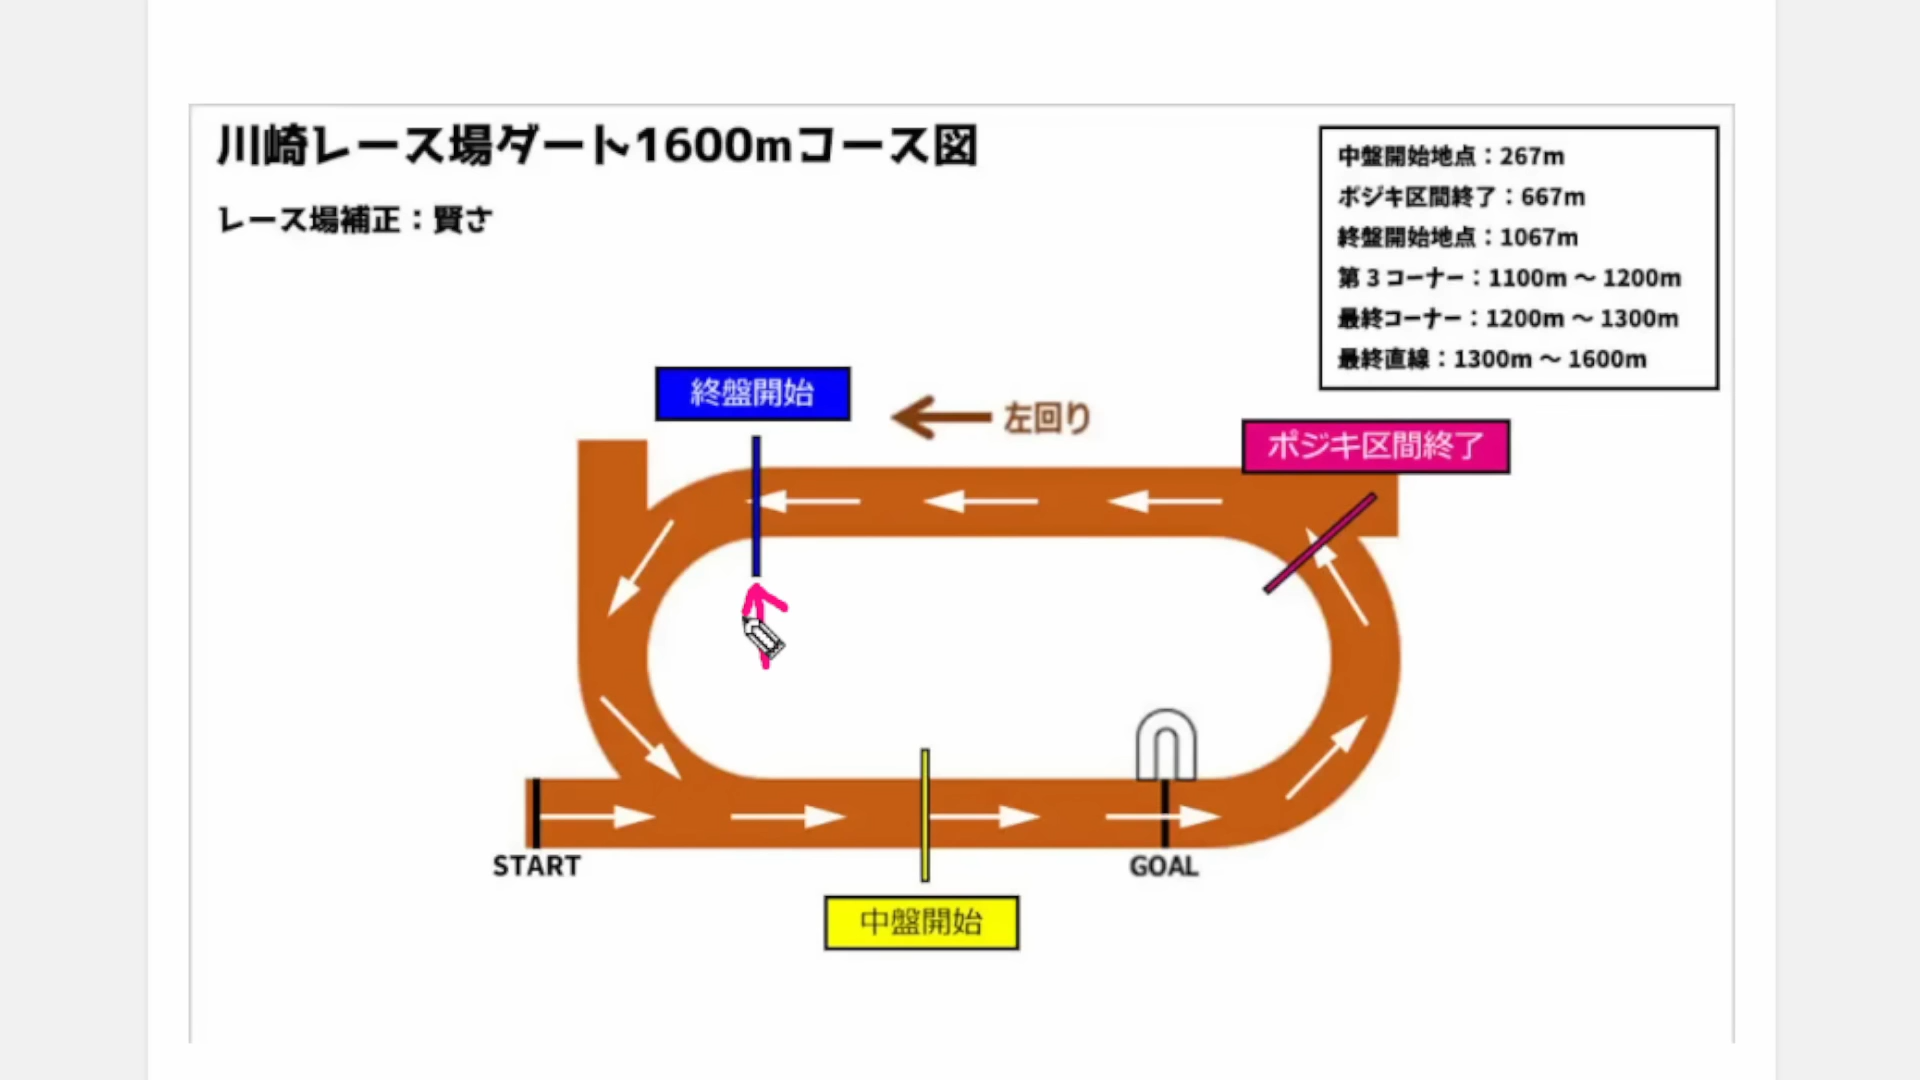 川崎レース場ダート1600mコース図
レース場補正：賢さ
中盤開始地点：267m
ポジキ区間終了：667m
終盤開始地点：1067m
第３コーナー：1100m ～ 1200m
最終コーナー：1200m ～ 1300m
最終直線：1300m ～ 1600m
終盤開始
左回り
ポジキ区間終了
START
GOAL
中盤開始